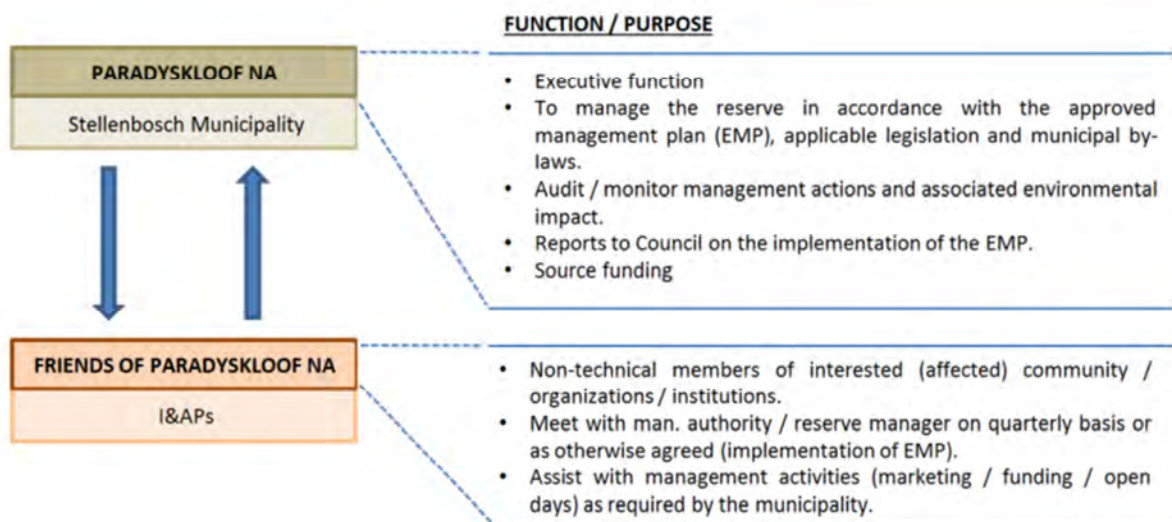 FUNCTION / PURPOSE
PARADYSKLOOF NA
Stellenbosch Municipality
• Executive function
• To manage the reserve in accordance with the approved
management plan (EMP), applicable legislation and municipal by-
laws.
• Audit / monitor management actions and associated environmental
impact.
• Reports to Council on the implementation of the EMP.
• Source funding
FRIENDS OF PARADYSKLOOF NA
I&APs
• Non-technical members of interested (affected) community /
organizations / institutions.
• Meet with man. authority / reserve manager on quarterly basis or
as otherwise agreed (implementation of EMP).
• Assist with management activities (marketing / funding / open
days) as required by the municipality.